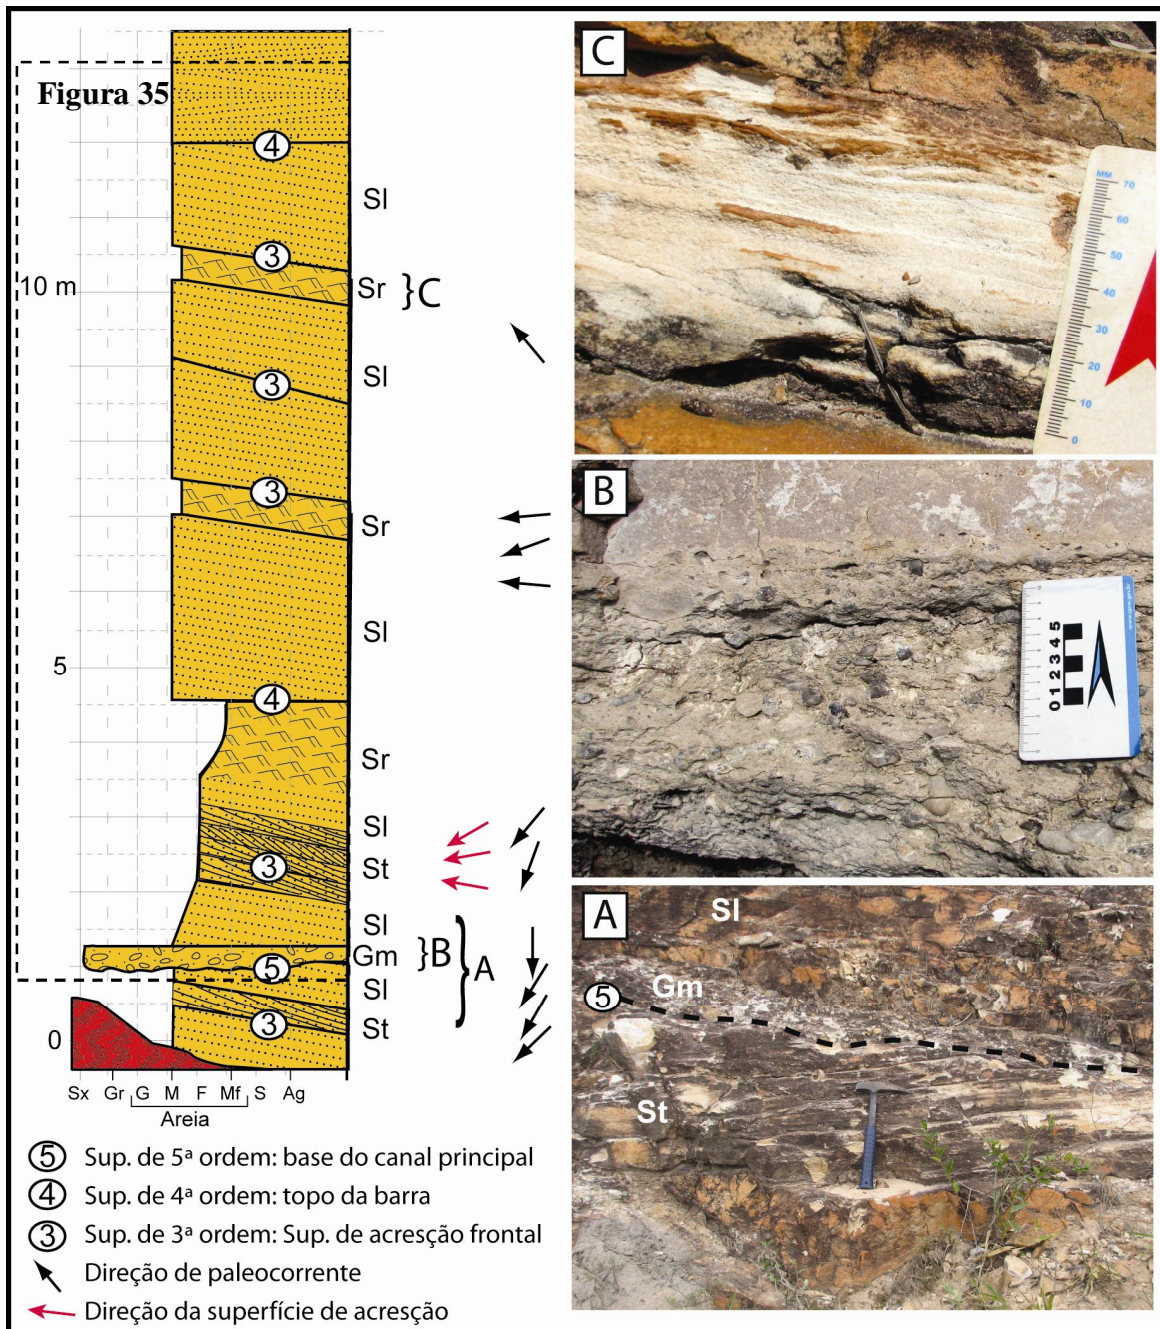 Figura 35
4
Sl
3
10 m
Sr
}C
3
Sl
3
Sr
Sl
5
4
Sr
Sl
3
St
Sl
Gm
}B
}A
5
Sl
3
St
0
Sx Gr G M F Mf S Ag
Areia
5 Sup. de 5ª ordem: base do canal principal
4 Sup. de 4ª ordem: topo da barra
3 Sup. de 3ª ordem: Sup. de acresção frontal
Direção de paleocorrente
Direção da superfície de acresção
C
MM
70
60
50
40
30
20
10
0
B
0 1 2 3 4 5
A
Sl
Gm
5
St